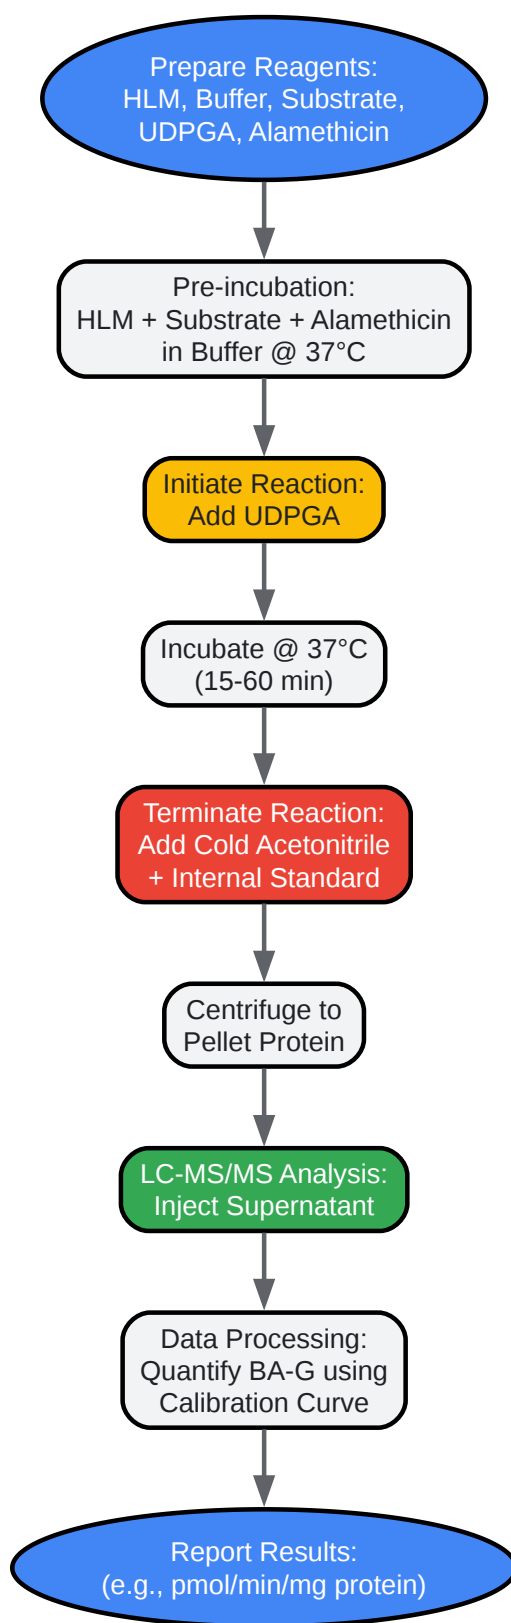 Prepare Reagents:
HLM, Buffer, Substrate,
UDPGA, Alamethicin
Pre-incubation:
HLM + Substrate + Alamethicin
in Buffer @ 37°C
Initiate Reaction:
Add UDPGA
Incubate @ 37°C
(15-60 min)
Terminate Reaction:
Add Cold Acetonitrile
+ Internal Standard
Centrifuge to
Pellet Protein
LC-MS/MS Analysis:
Inject Supernatant
Data Processing:
Quantify BA-G using
Calibration Curve
Report Results:
(e.g., pmol/min/mg protein)